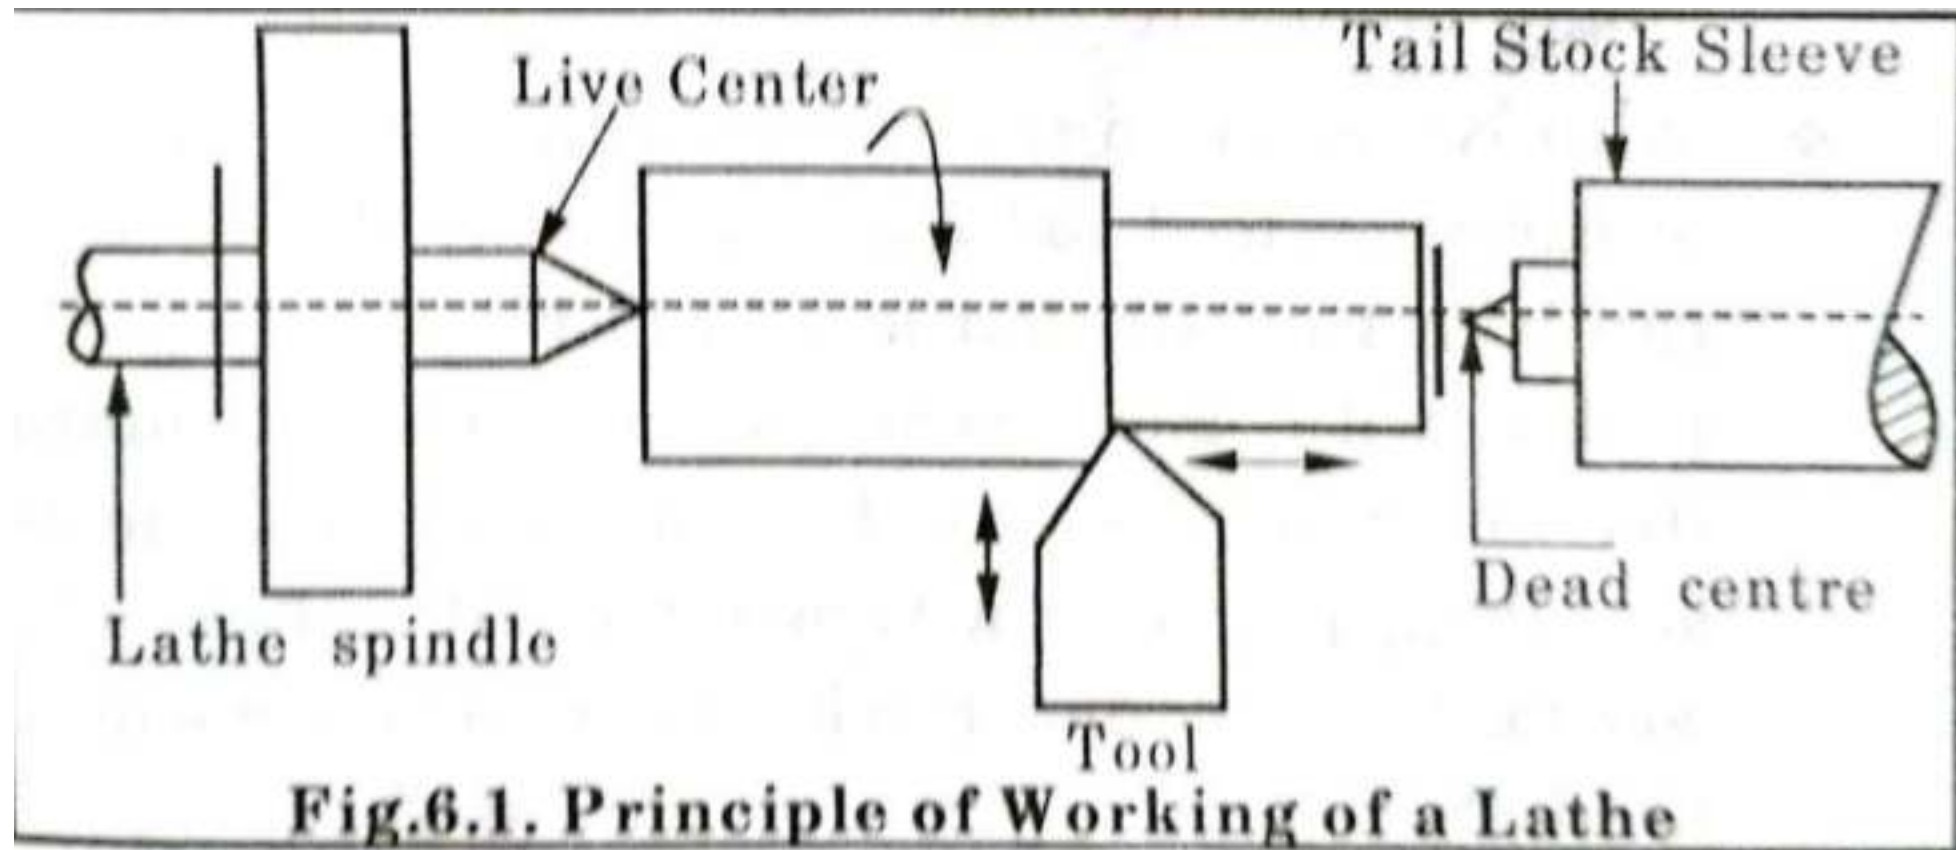 Tail Stock Sleeve
Live Center
Dead centre
Lathe spindle
Tool
Fig.6.1. Principle of Working of a Lathe